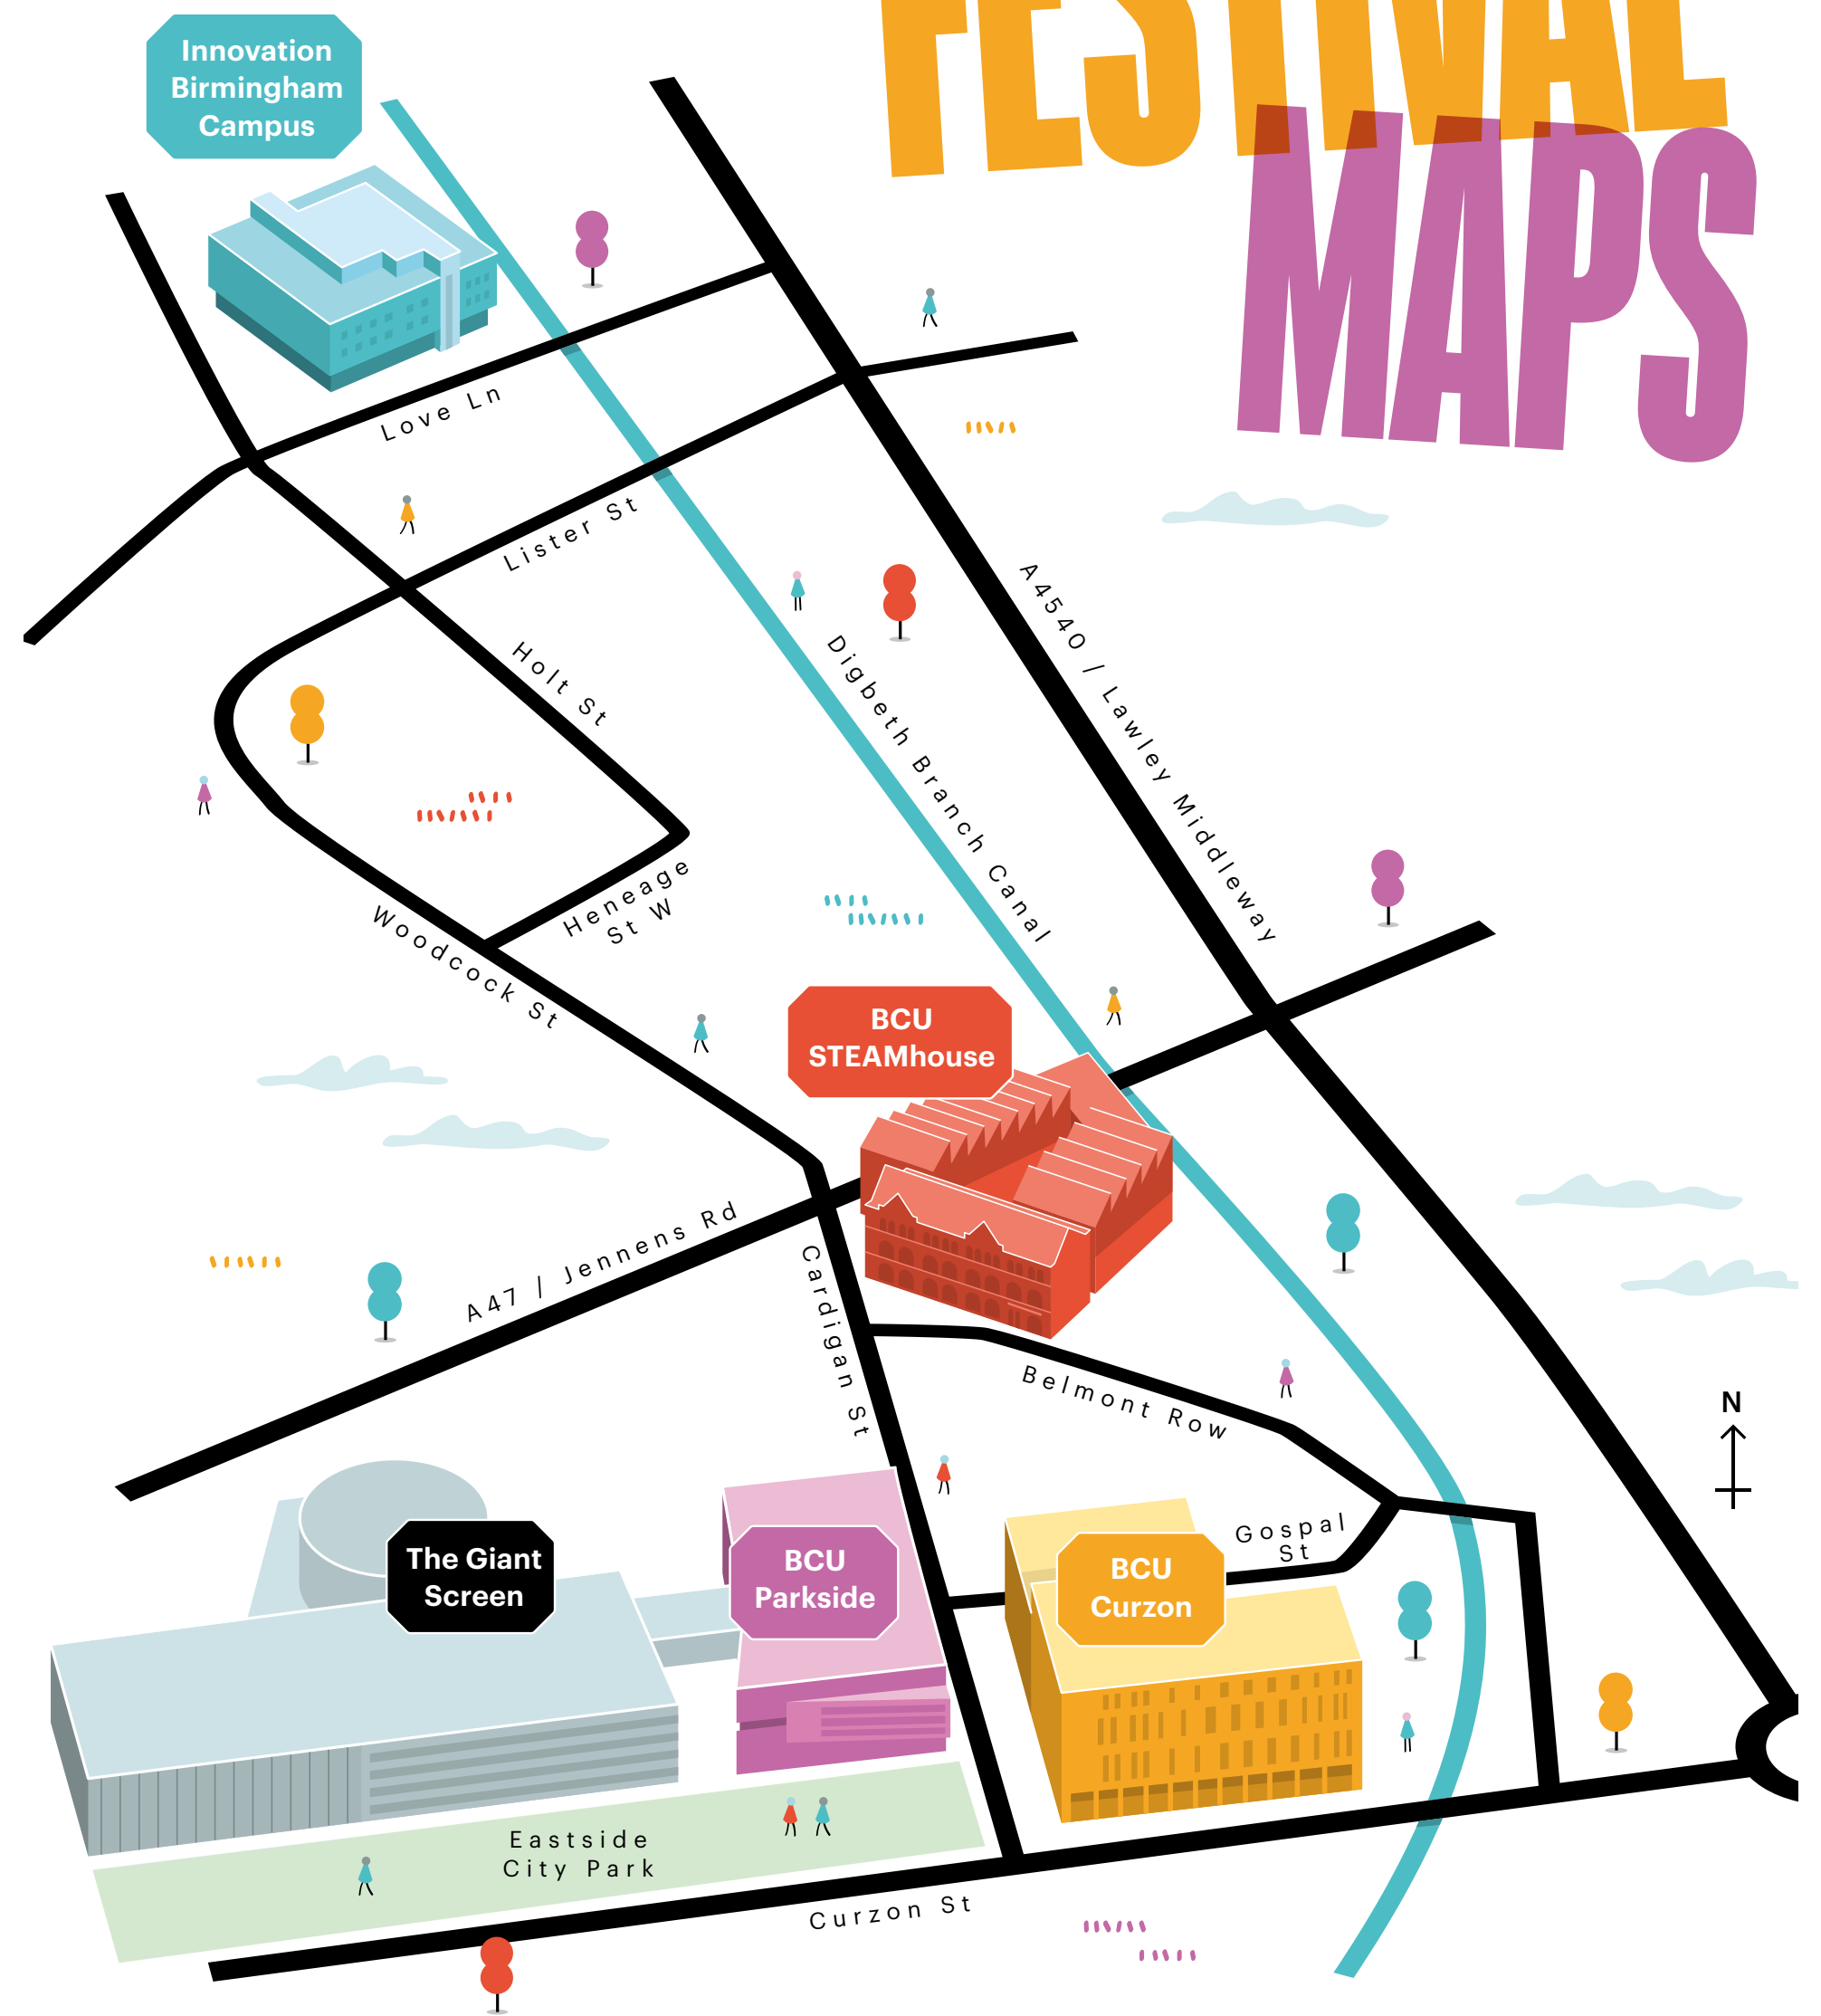 FESTIVAL
MAPS
Innovation
Birmingham
Campus
Love Ln
Lister St
A4540 / Lawley Middleway
Digbeth Branch Canal
Holt St
Heneage
St W
Woodcock St
BCU
STEAMhouse
A47 / Jennens Rd
Cardigan St
Belmont Row
N
Gospal
St
The Giant
Screen
BCU
Parkside
BCU
Curzon
Eastside
City Park
Curzon St